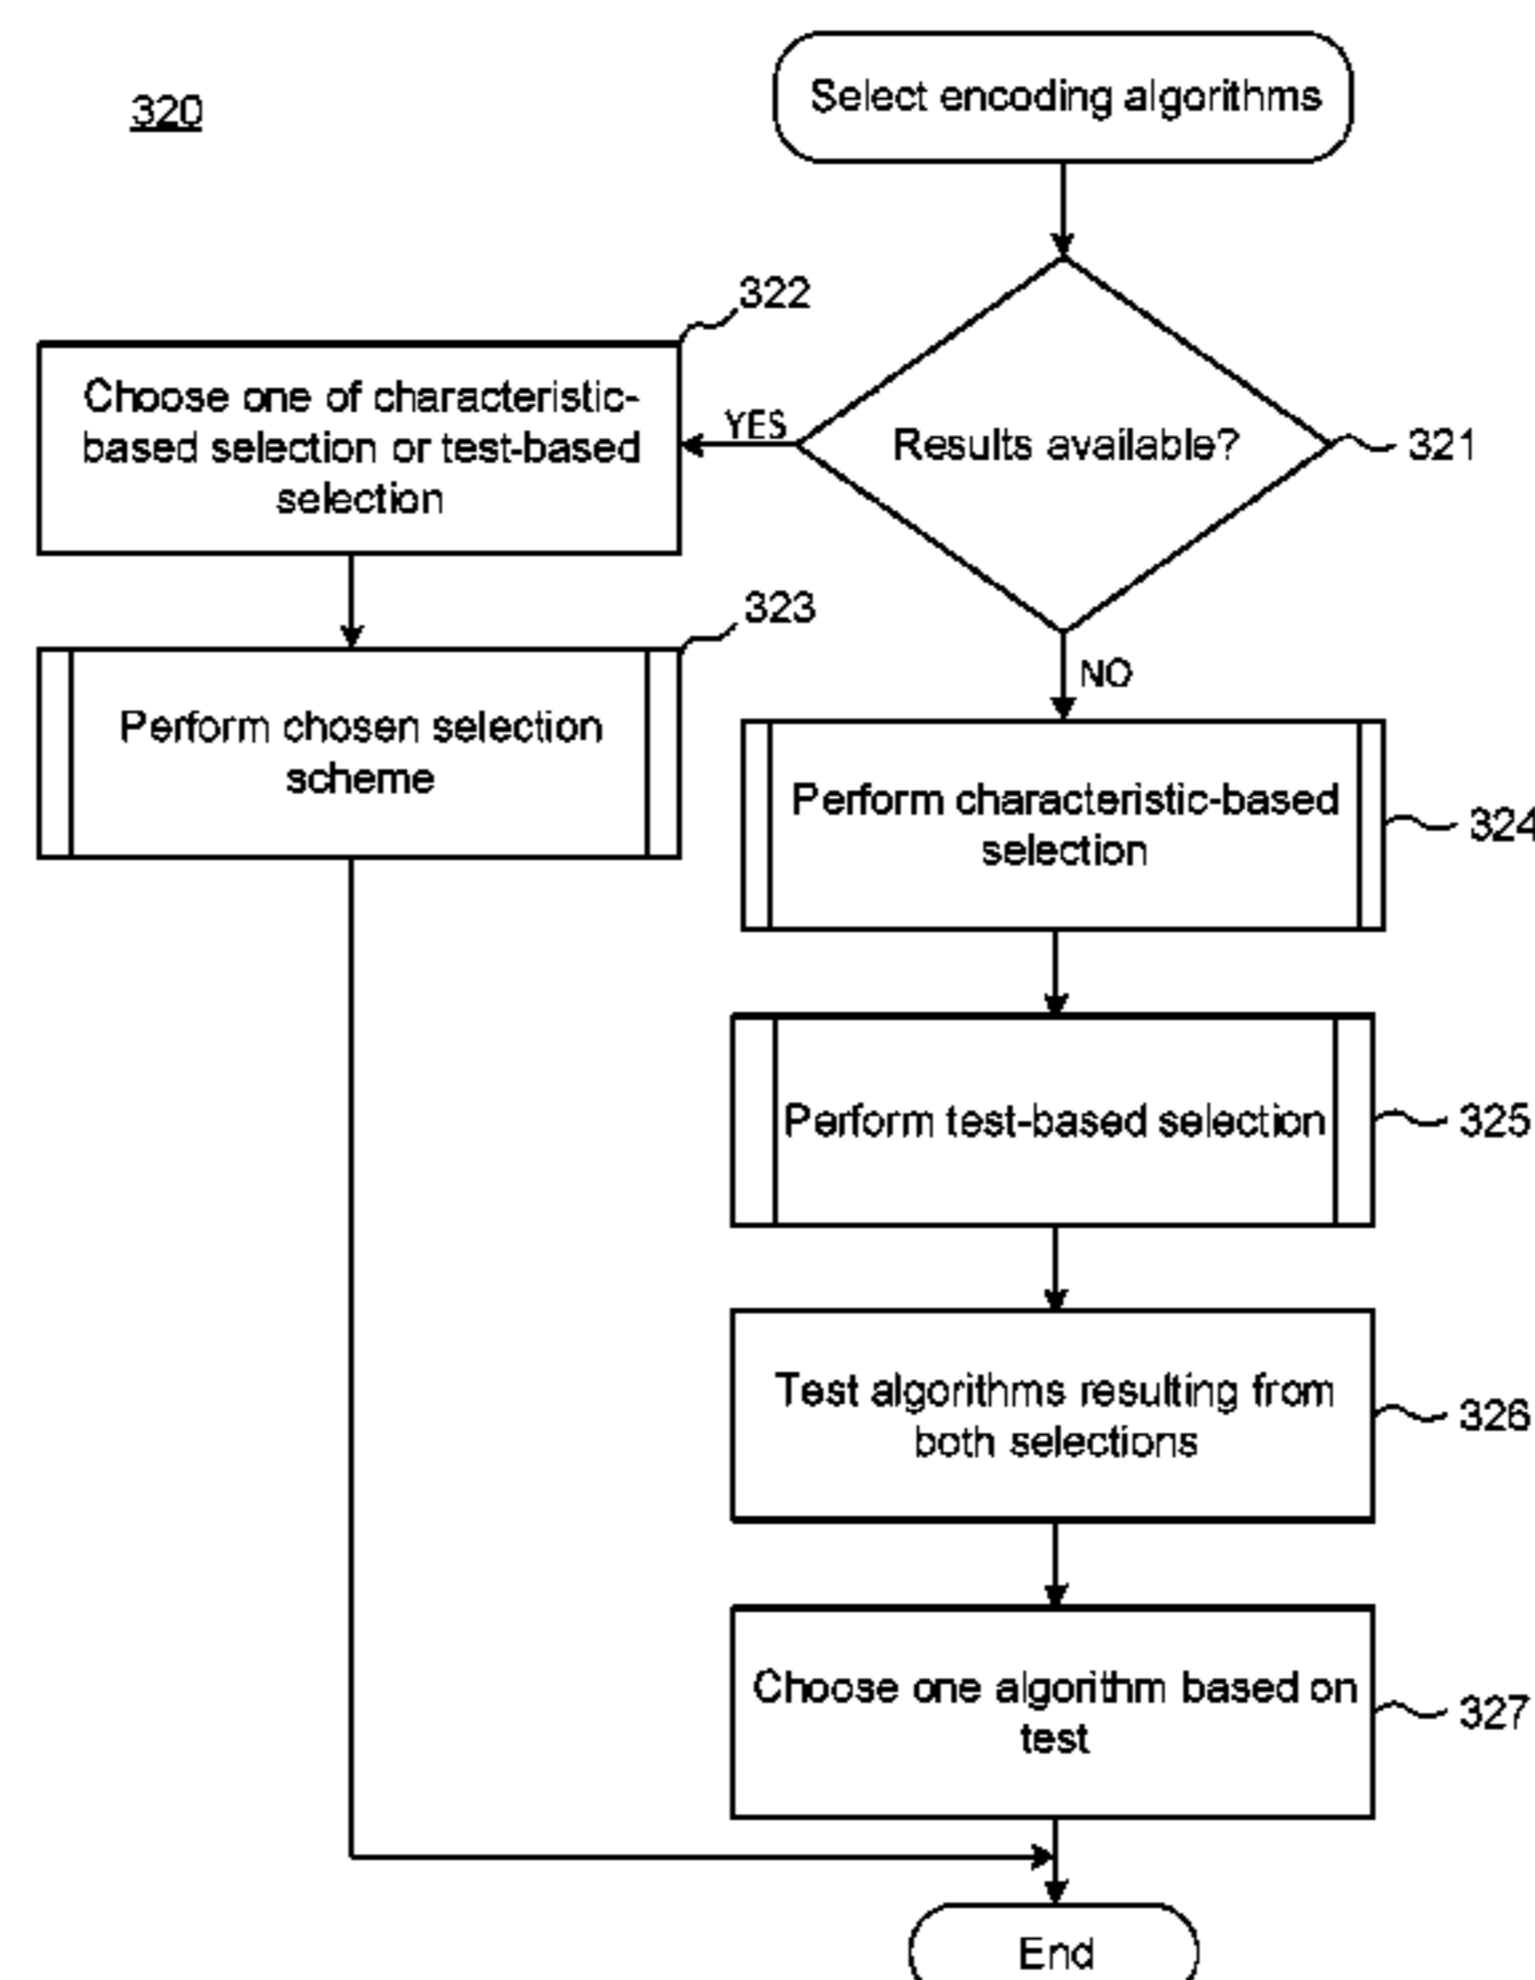 320
Select encoding algorithms
322
Choose one of characteristic-
based selection or test-based
selection
YES
Results available?
321
323
Perform chosen selection
scheme
NO
Perform characteristic-based
selection
324
Perform test-based selection
325
Test algorithms resulting from
both selections
326
Choose one algorithm based on
test
327
End